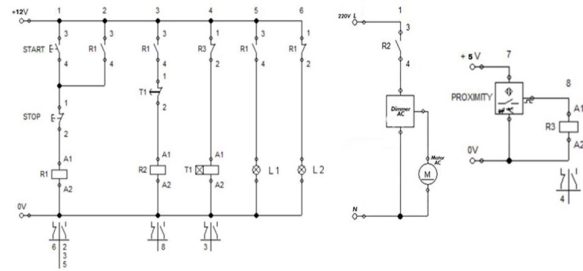 1 2 3 4 5 6
+12V
3 3 3 1 3 1
START R1 R1 R3 R1 R1
4 4 4 2 4 2
1
T1
2
1
STOP
2
A1 A1 A1
R1 R2 T1 L1 L2
A2 A2 A2
0V
6 2 8 3
3
5
1
220V L
3
R2
4
Dimmer
AC
Motor
AC
M
N
7
+ 5 V
8
PROXIMITY
A1
R3
A2
0V
4